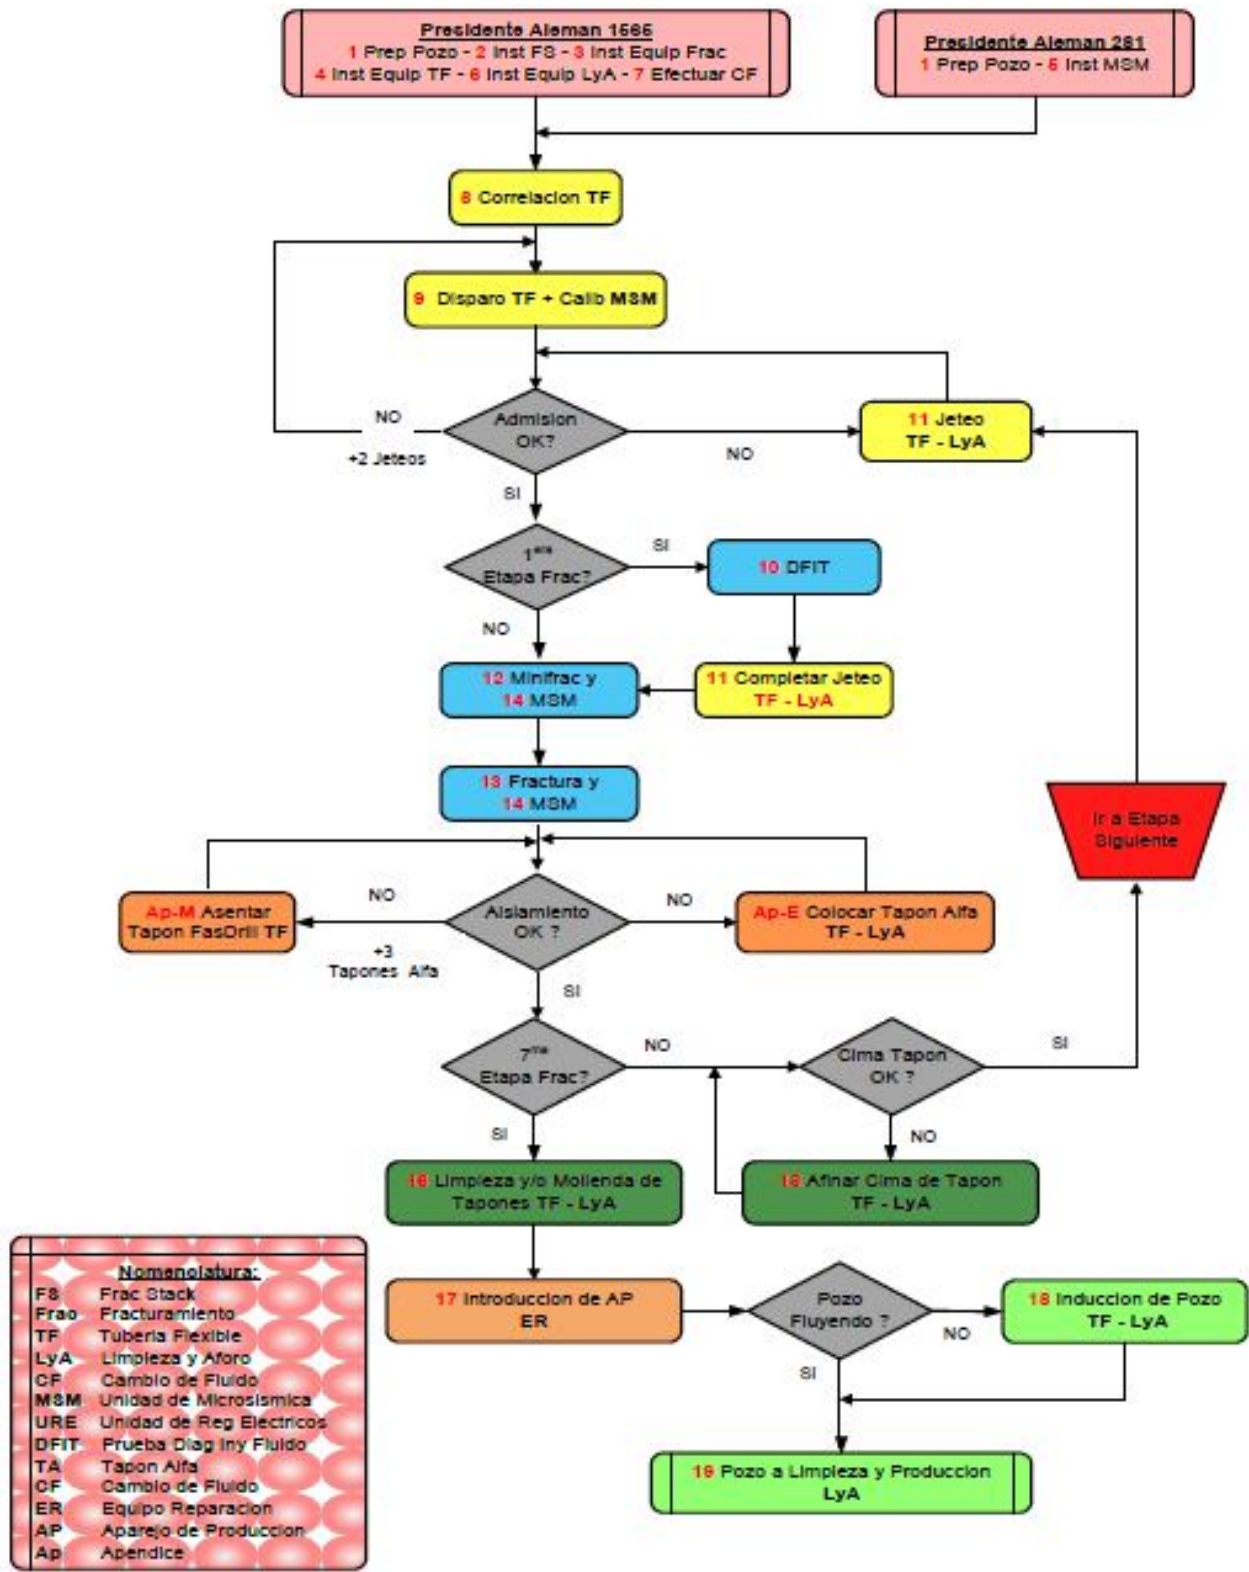 Presidente Aleman 1565
1 Prep Pozo - 2 Inst FS - 3 Inst Equip Frac
4 Inst Equip TF - 6 Inst Equip LyA - 7 Efectuar CF
Presidente Aleman 281
1 Prep Pozo - 5 Inst MSM
8 Correlacion TF
9 Disparo TF + Calib MSM
Admision
OK?
NO
+2 Jeteos
NO
11 Jeteo
TF - LyA
SI
1era
Etapa Frac?
SI
10 DFIT
NO
12 Minifrac y
14 MSM
11 Completar Jeteo
TF - LyA
13 Fractura y
14 MSM
Ir a Etapa
Siguiente
Ap-M Asentar
Tapon FasDrill TF
NO
+3
Tapones Alfa
Aislamiento
OK ?
NO
Ap-E Colocar Tapon Alfa
TF - LyA
SI
7ma
Etapa Frac?
NO
Cima Tapon
OK ?
SI
SI
NO
16 Limpieza y/o Molienda de
Tapones TF - LyA
Afinar Cima de Tapon
TF - LyA
17 Introduccion de AP
ER
Pozo
Fluyendo ?
NO
18 Induccion de Pozo
TF - LyA
SI
19 Pozo a Limpieza y Produccion
LyA
Nomenclatura:
FS Frac Stack
Frac Fracturamiento
TF Tuberia Flexible
LyA Limpieza y Aforo
CF Cambio de Fluido
MSM Unidad de Microsismica
URE Unidad de Reg Electricos
DFIT Prueba Diag Iny Fluido
TA Tapon Alfa
CF Cambio de Fluido
ER Equipo Reparacion
AP Aparejo de Produccion
Ap Apendice